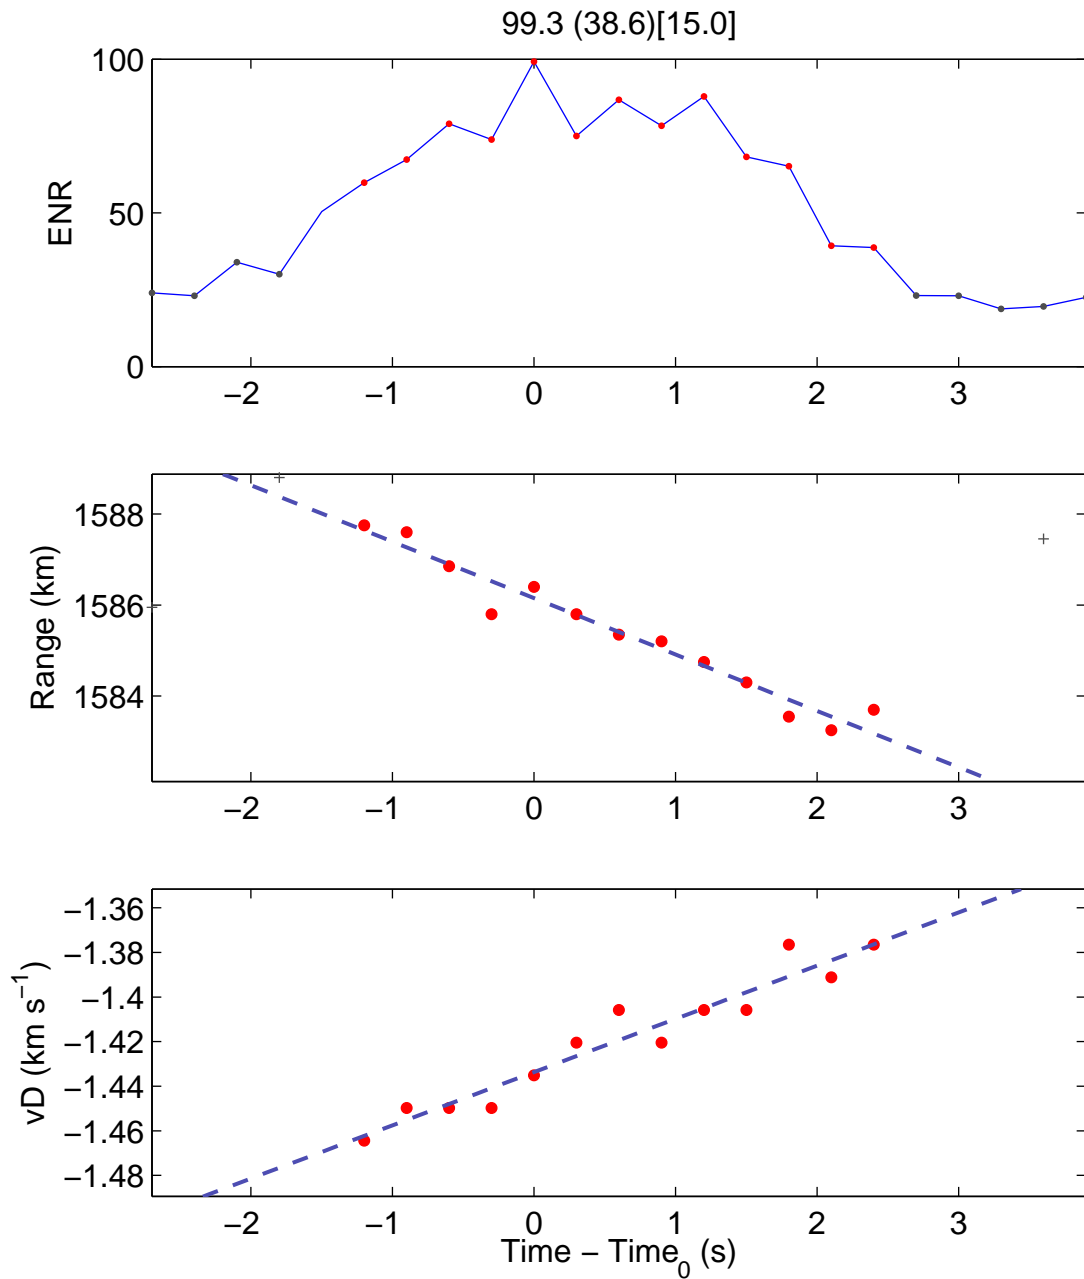 99.3 (38.6)[15.0]
100
50
0
ENR
−2 −1 0 1 2 3
1588
1586
1584
Range (km)
−2 −1 0 1 2 3
−1.36
−1.38
−1.4
−1.42
−1.44
−1.46
−1.48
vD (km s⁻¹)
−2 −1 0 1 2 3
Time − Time₀ (s)